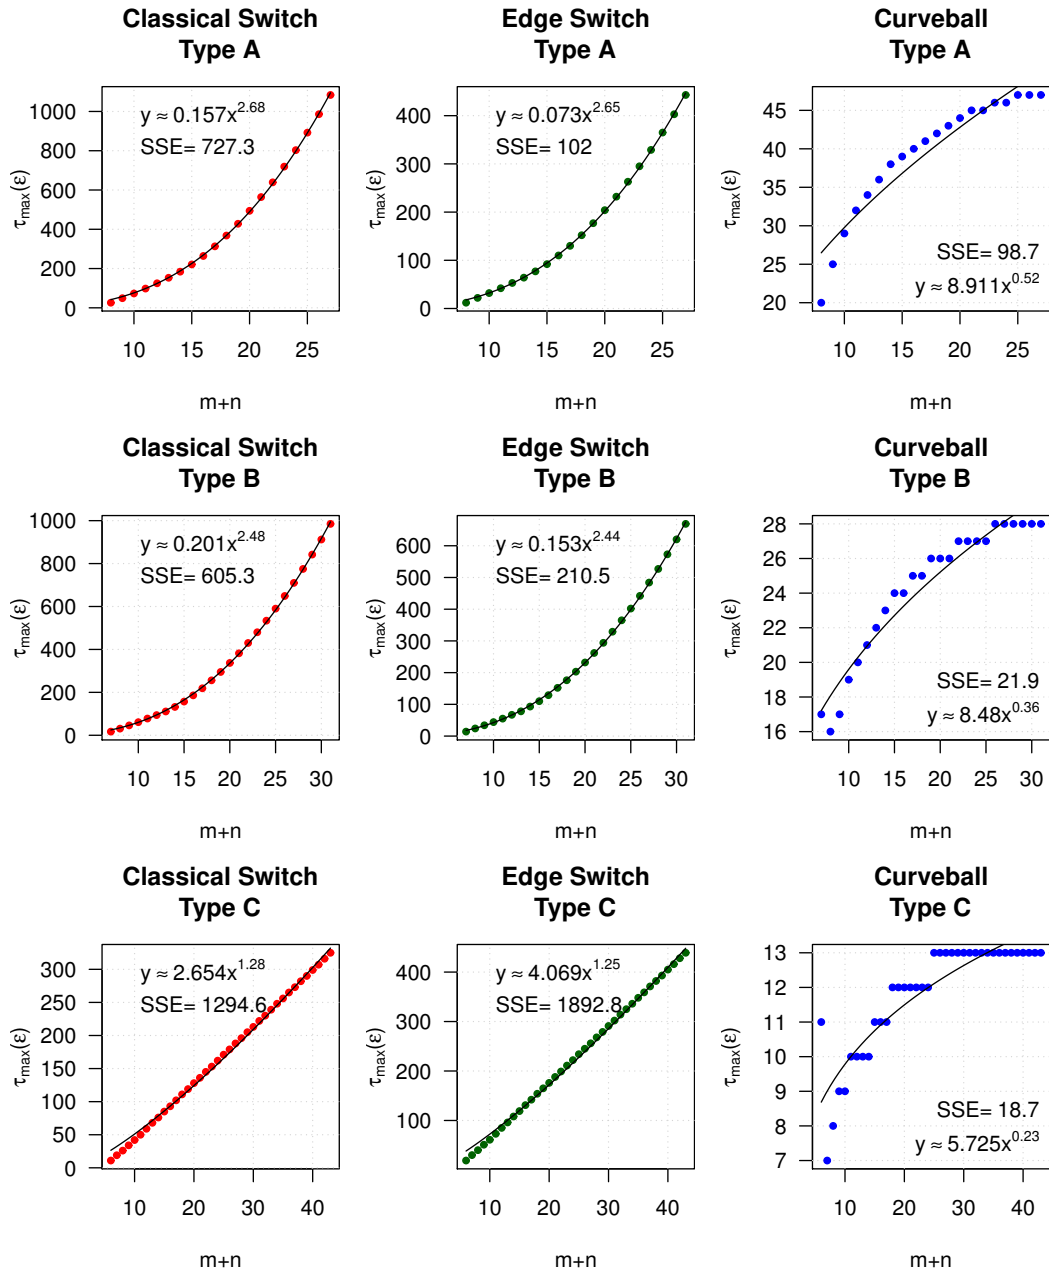 Classical Switch
Type A
y ≈ 0.157x^2.68
SSE= 727.3
τmax(ε)
1000
800
600
400
200
0
10 15 20 25
m+n
Edge Switch
Type A
y ≈ 0.073x^2.65
SSE= 102
τmax(ε)
400
300
200
100
0
10 15 20 25
m+n
Curveball
Type A
τmax(ε)
45
40
35
30
25
20
SSE= 98.7
y ≈ 8.911x^0.52
10 15 20 25
m+n
Classical Switch
Type B
y ≈ 0.201x^2.48
SSE= 605.3
τmax(ε)
1000
800
600
400
200
0
10 15 20 25 30
m+n
Edge Switch
Type B
y ≈ 0.153x^2.44
SSE= 210.5
τmax(ε)
600
500
400
300
200
100
0
10 15 20 25 30
m+n
Curveball
Type B
τmax(ε)
28
26
24
22
20
18
16
SSE= 21.9
y ≈ 8.48x^0.36
10 15 20 25 30
m+n
Classical Switch
Type C
y ≈ 2.654x^1.28
SSE= 1294.6
τmax(ε)
300
250
200
150
100
50
0
10 20 30 40
m+n
Edge Switch
Type C
y ≈ 4.069x^1.25
SSE= 1892.8
τmax(ε)
400
300
200
100
10 20 30 40
m+n
Curveball
Type C
τmax(ε)
13
12
11
10
9
8
7
SSE= 18.7
y ≈ 5.725x^0.23
10 20 30 40
m+n